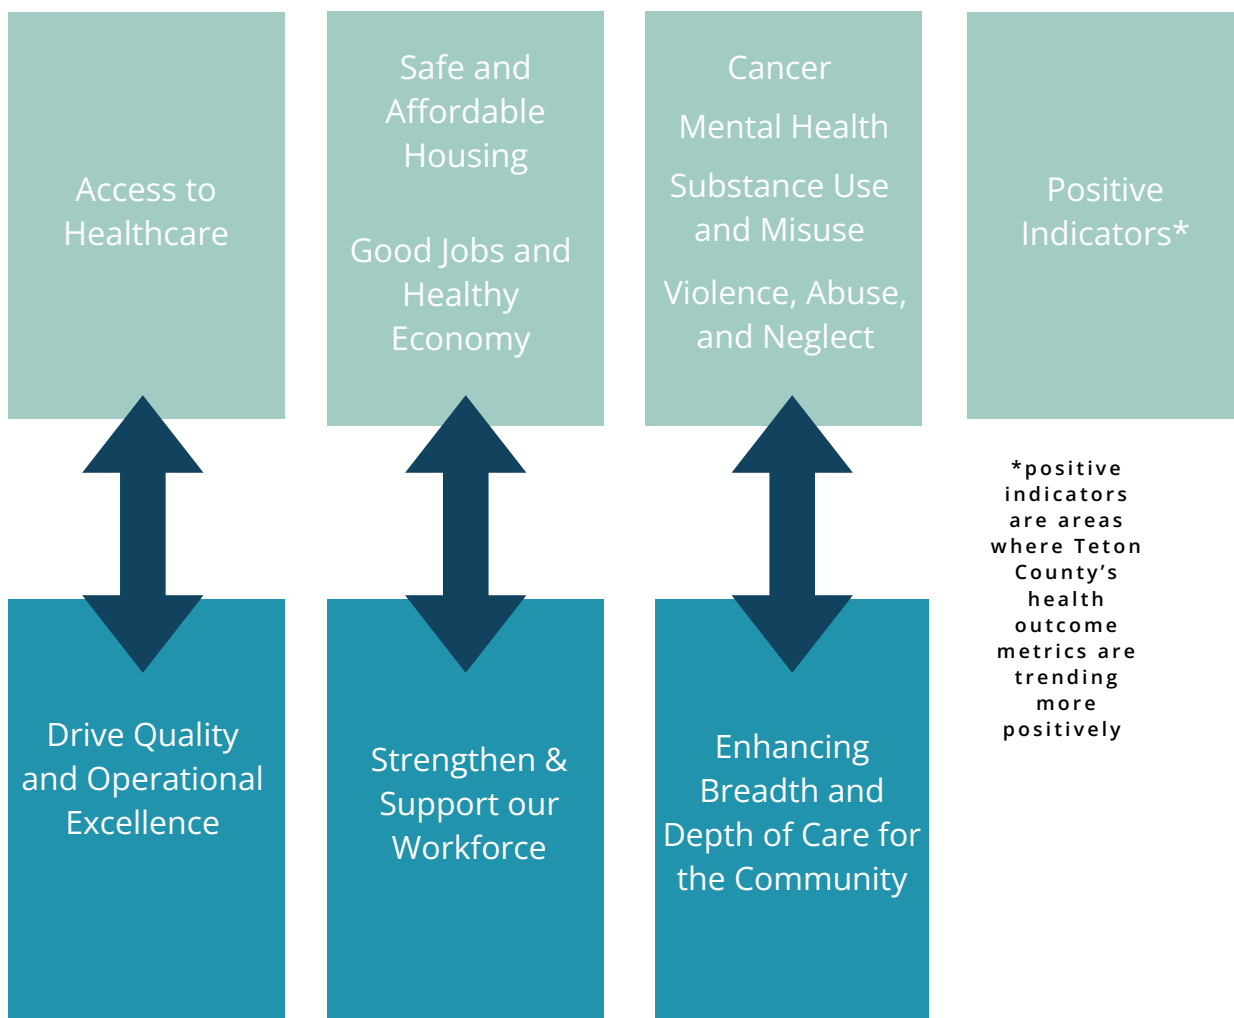 Access to
Healthcare
Safe and
Affordable
Housing
Good Jobs and
Healthy
Economy
Cancer
Mental Health
Substance Use
and Misuse
Violence, Abuse,
and Neglect
Positive
Indicators*
*positive
indicators
are areas
where Teton
County’s
health
outcome
metrics are
trending
more
positively
Drive Quality
and Operational
Excellence
Strengthen &
Support our
Workforce
Enhancing
Breadth and
Depth of Care for
the Community